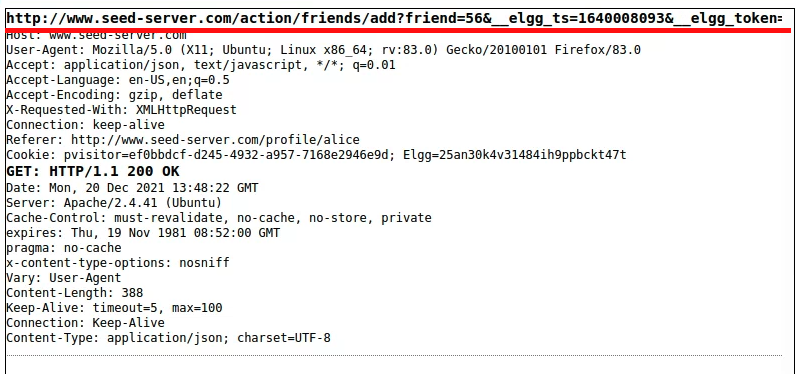 http://www.seed-server.com/action/friends/add?friend=56&__elgg_ts=1640008093&__elgg_token=
Host: www.seed-server.com
User-Agent: Mozilla/5.0 (X11; Ubuntu; Linux x86_64; rv:83.0) Gecko/20100101 Firefox/83.0
Accept: application/json, text/javascript, */*; q=0.01
Accept-Language: en-US,en;q=0.5
Accept-Encoding: gzip, deflate
X-Requested-With: XMLHttpRequest
Connection: keep-alive
Referer: http://www.seed-server.com/profile/alice
Cookie: pvisitor=ef0bbdcf-d245-4932-a957-7168e2946e9d; Elgg=25an30k4v31484ih9ppbckt47t
GET: HTTP/1.1 200 OK
Date: Mon, 20 Dec 2021 13:48:22 GMT
Server: Apache/2.4.41 (Ubuntu)
Cache-Control: must-revalidate, no-cache, no-store, private
expires: Thu, 19 Nov 1981 08:52:00 GMT
pragma: no-cache
x-content-type-options: nosniff
Vary: User-Agent
Content-Length: 388
Keep-Alive: timeout=5, max=100
Connection: Keep-Alive
Content-Type: application/json; charset=UTF-8